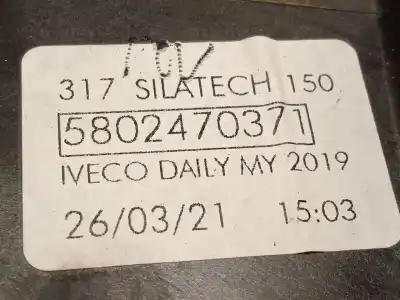 317 SILATECH 150
5802470371
IVECO DAILY MY 2019
26/03/21 15:03